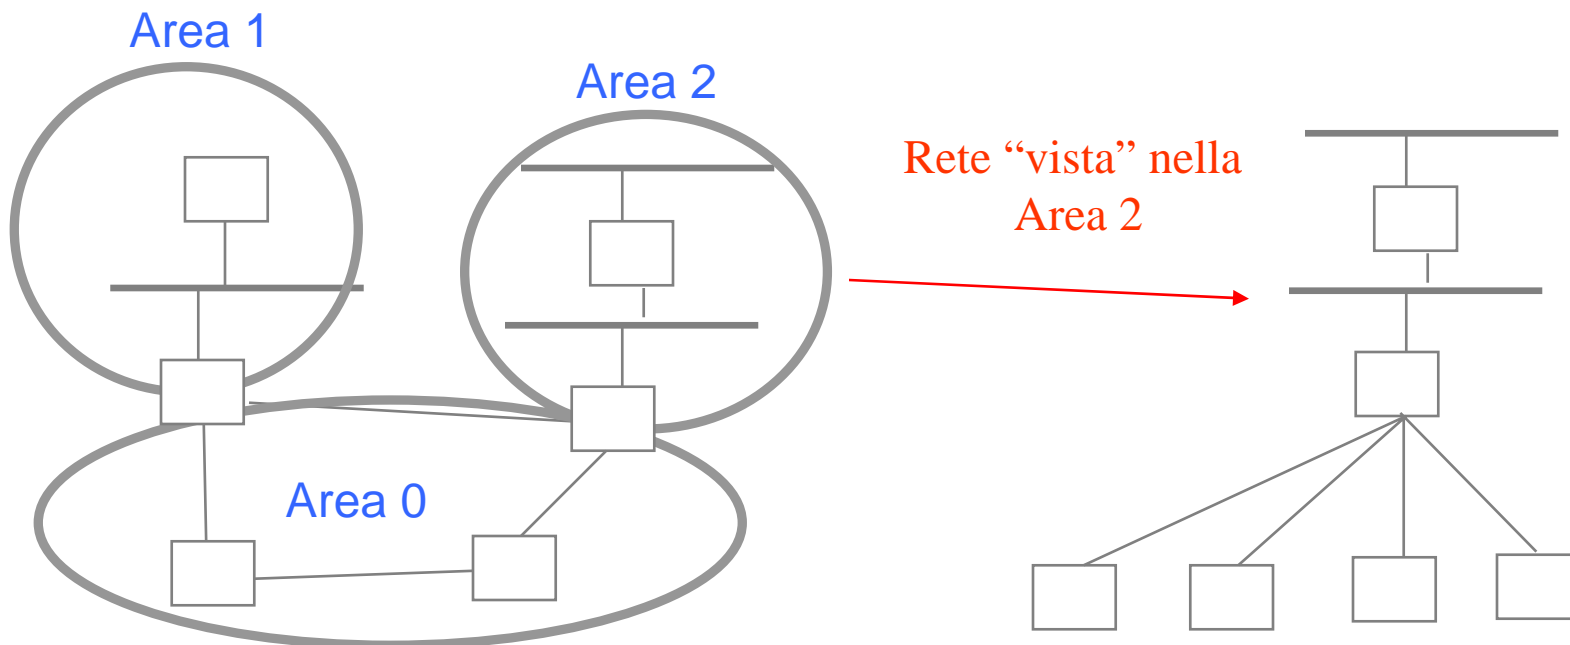 Area 1
Area 2
Rete “vista” nella
Area 2
Area 0